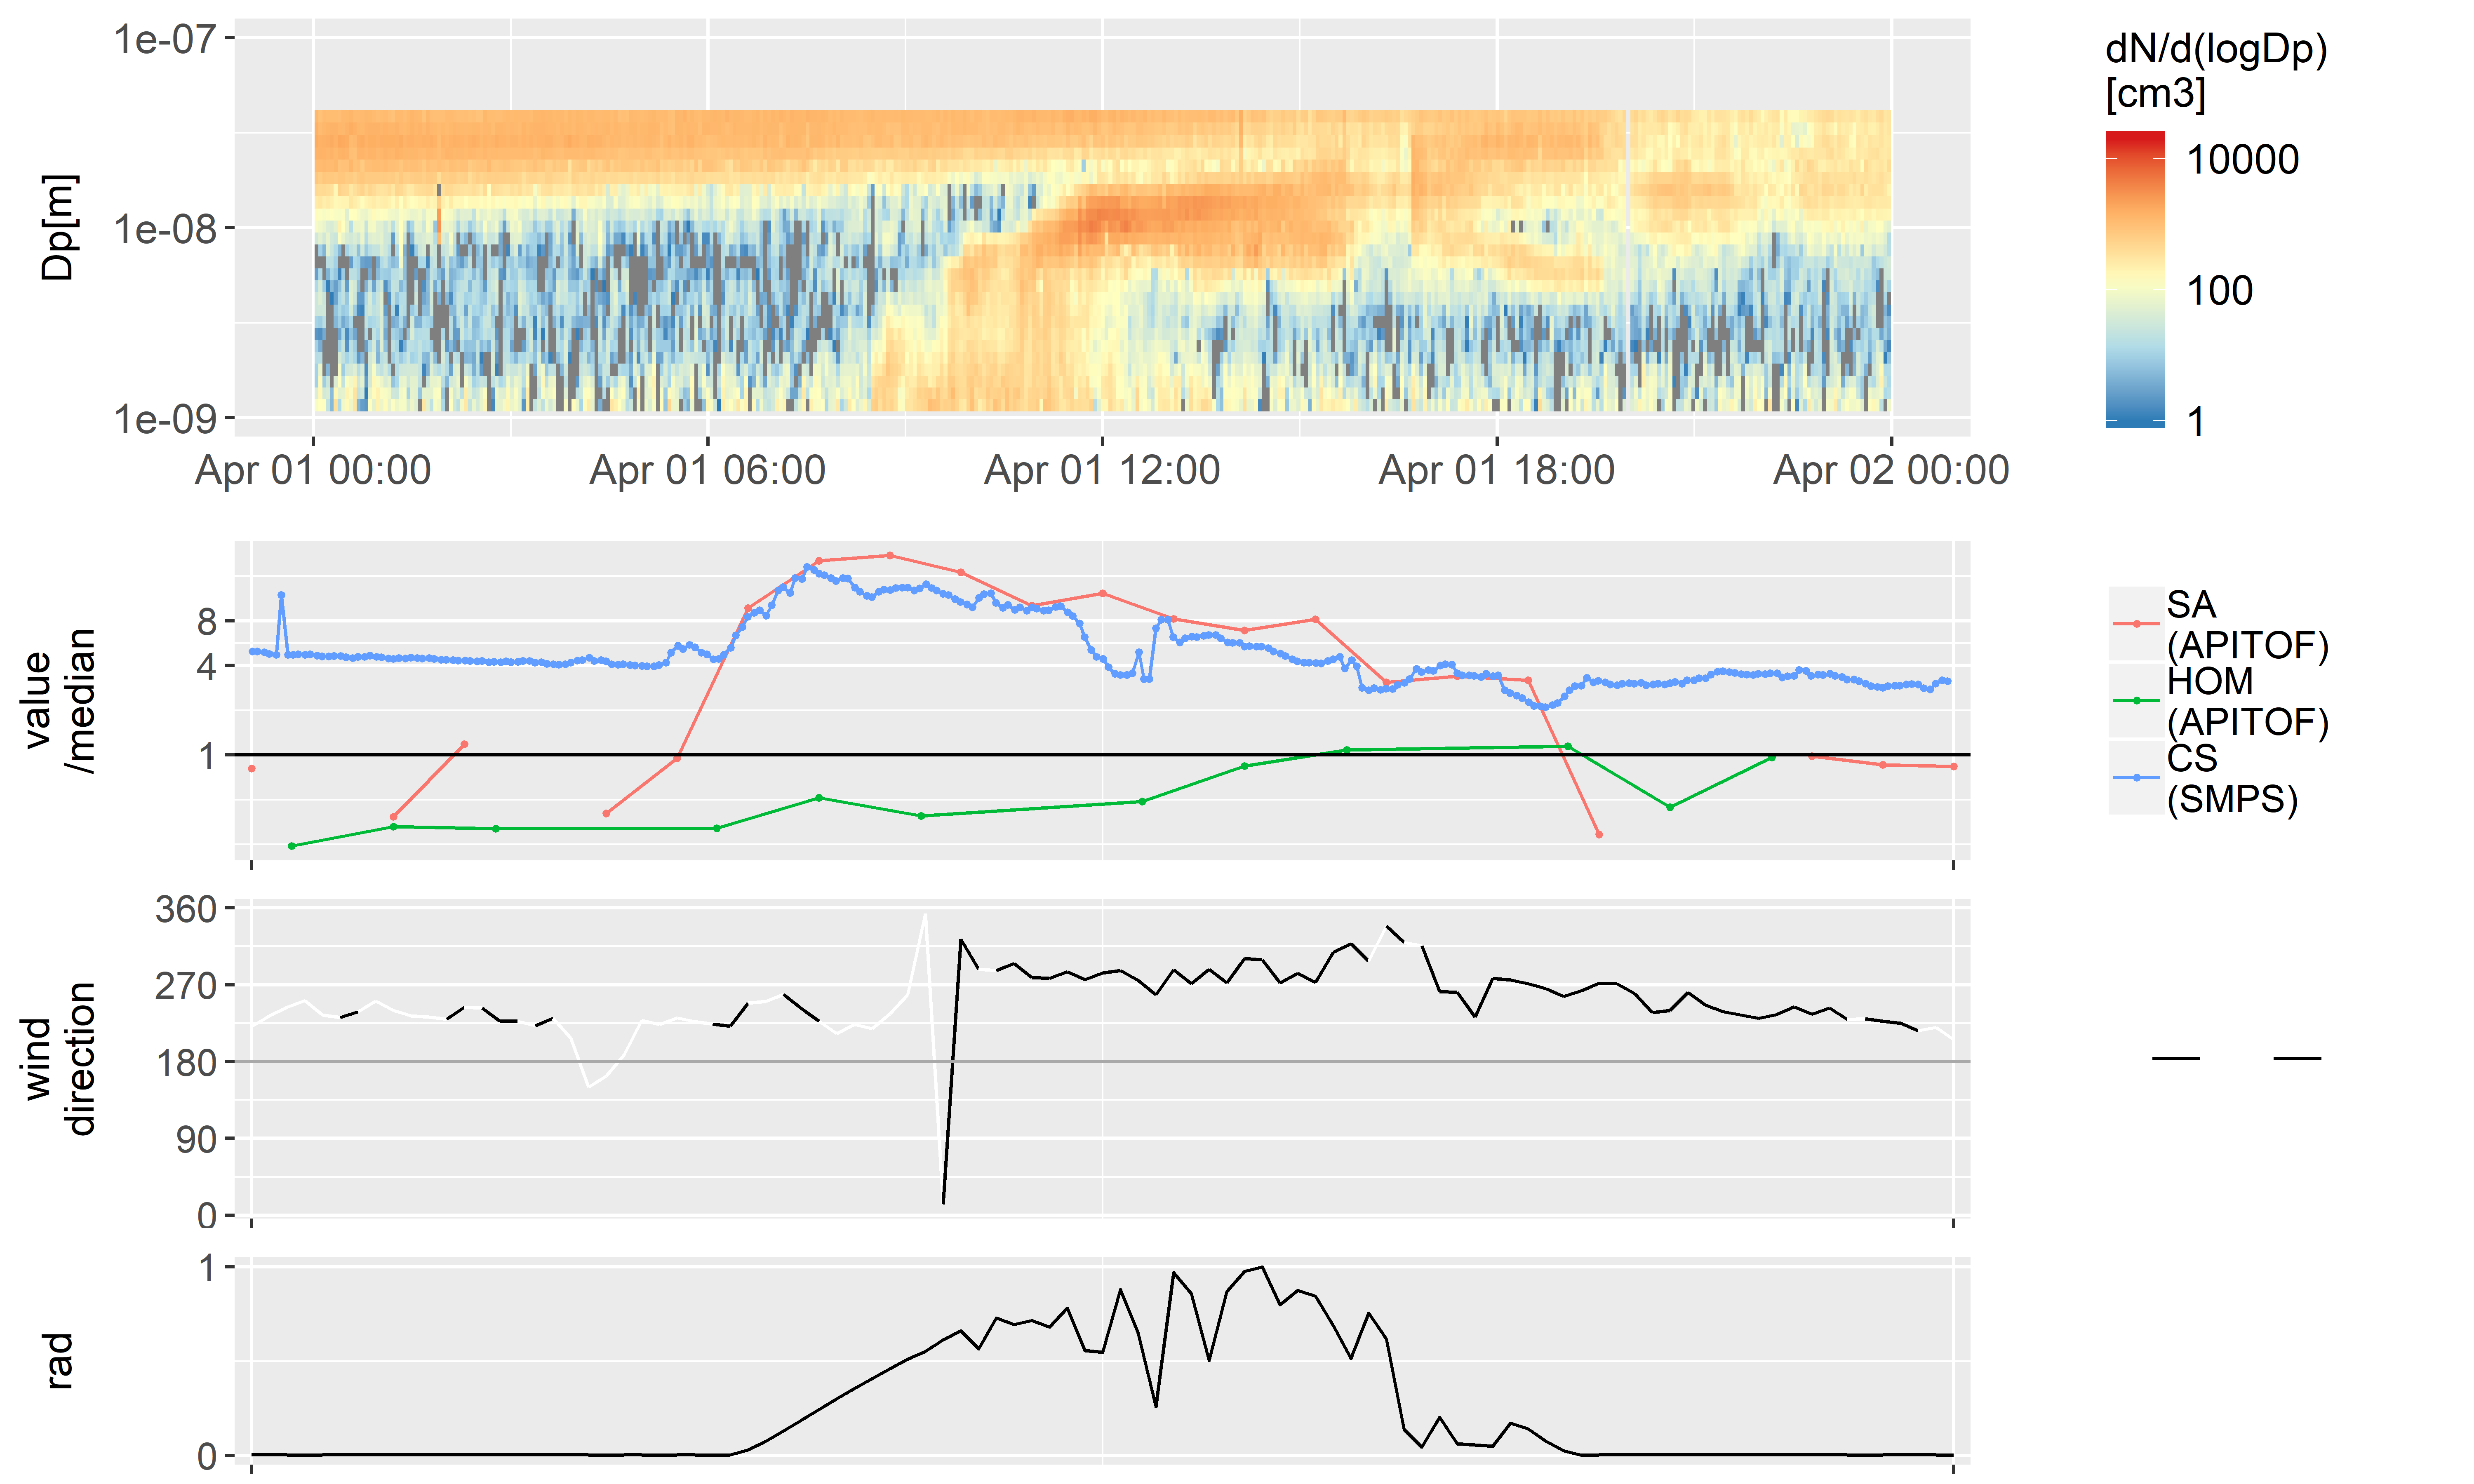 1e-07
1e-08
1e-09
Dp[m]
Apr 01 00:00
Apr 01 06:00
Apr 01 12:00
Apr 01 18:00
Apr 02 00:00
dN/d(logDp)
[cm3]
10000
100
1
8
4
1
value
/median
SA
(APITOF)
HOM
(APITOF)
CS
(SMPS)
360
270
180
90
0
wind
direction
1
0
rad